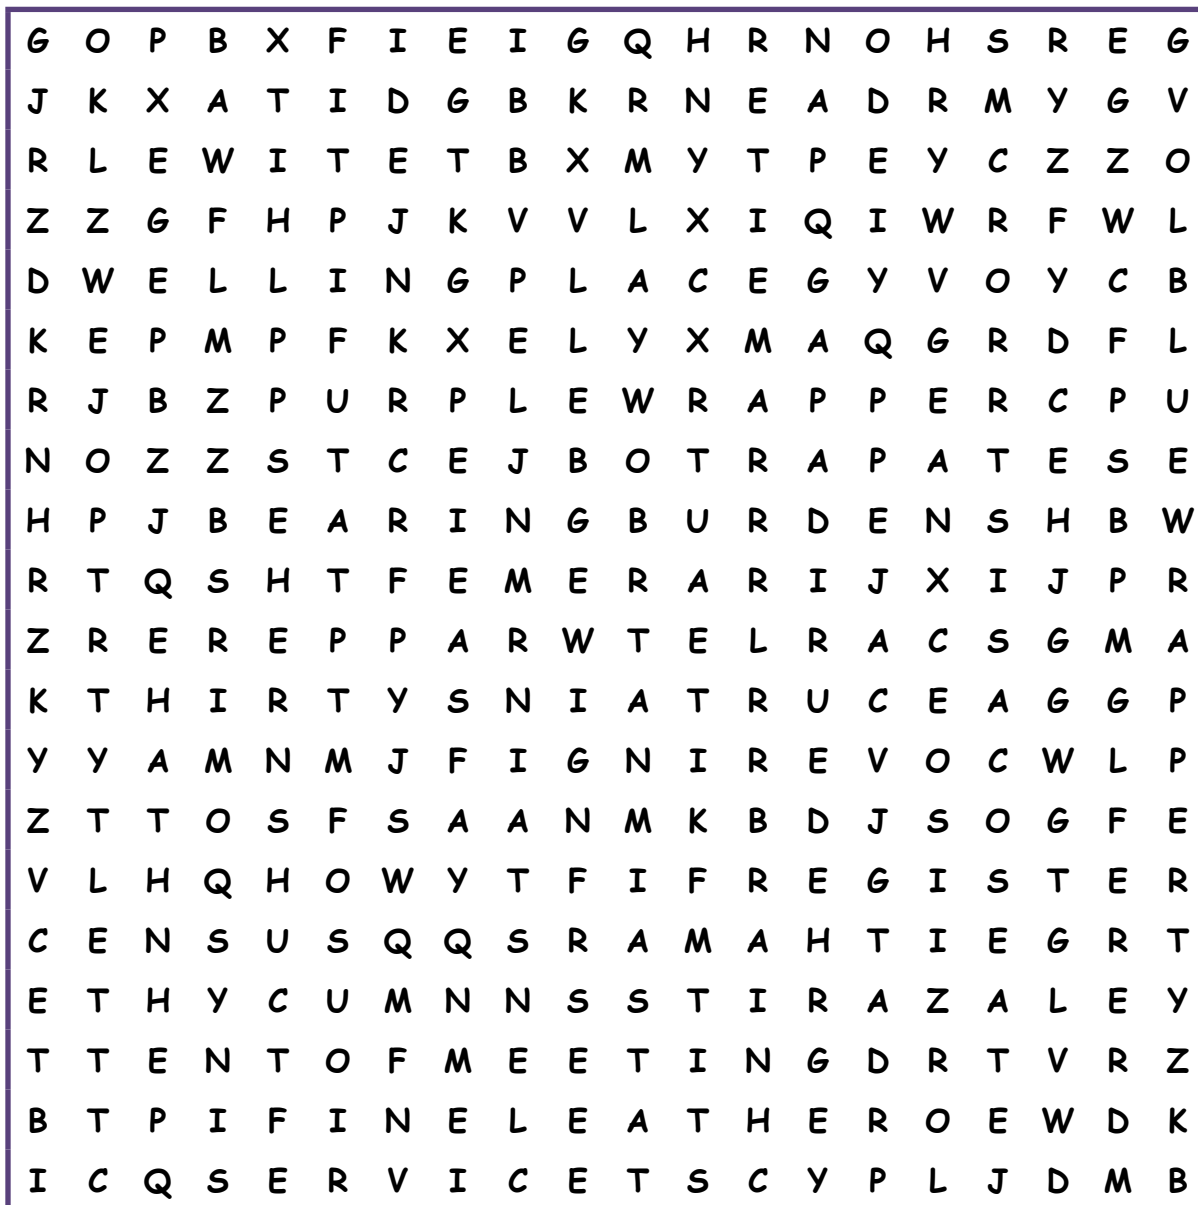 G O P B X F I E I G Q H R N O H S R E G
J K X A T I D G B K R N E A D R M Y G V
R L E W I T E T B X M Y T P E Y C Z Z O
Z Z G F H P J K V V L X I Q I W R F W L
D W E L L I N G P L A C E G Y V O Y C B
K E P M P F K X E L Y X M A Q G R D F L
R J B Z P U R P L E W R A P P E R C P U
N O Z Z S T C E J B O T R A P A T E S E
H P J B E A R I N G B U R D E N S H B W
R T Q S H T F E M E R A R I J X I J P R
Z R E R E P P A R W T E L R A C S G M A
K T H I R T Y S N I A T R U C E A G G P
Y Y A M N M J F I G N I R E V O C W L P
Z T T O S F S A A N M K B D J S O G F E
V L H Q H O W Y T F I F R E G I S T E R
C E N S U S Q Q S R A M A H T I E G R T
E T H Y C U M N N S S T I R A Z A L E Y
T T E N T O F M E E T I N G D R T V R Z
B T P I F I N E L E A T H E R O E W D K
I C Q S E R V I C E T S C Y P L J D M B